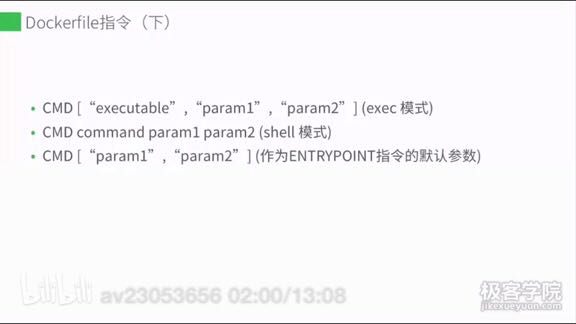 Dockerfile指令（下）
CMD [“executable”,“param1”,“param2”] (exec 模式)
CMD command param1 param2 (shell 模式)
CMD [“param1”,“param2”] (作为ENTRYPOINT指令的默认参数)
bilibili av23053656 02:00/13:08
极客学院
jikexueyuan.com